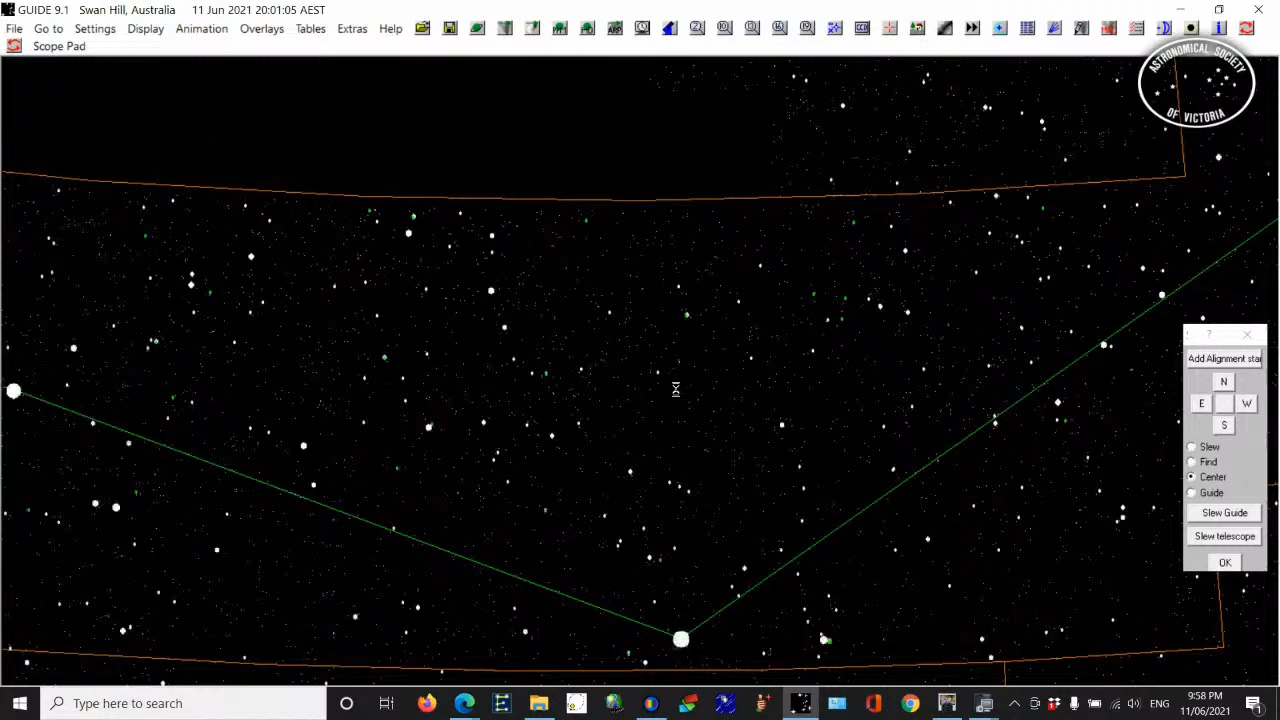 GUIDE 9.1 Swan Hill, Australia 11 Jun 2021 20:01:05 AEST
File Go to Settings Display Animation Overlays Extras Help
Scope Pad
ASTRONOMICAL SOCIETY
OF VICTORIA
?
Add Alignment star
N
E W
S
Slew
Find
Center
Guide
Slew Guide
Slew telescope
OK
Type here to search
ENG
9:58 PM
11/06/2021